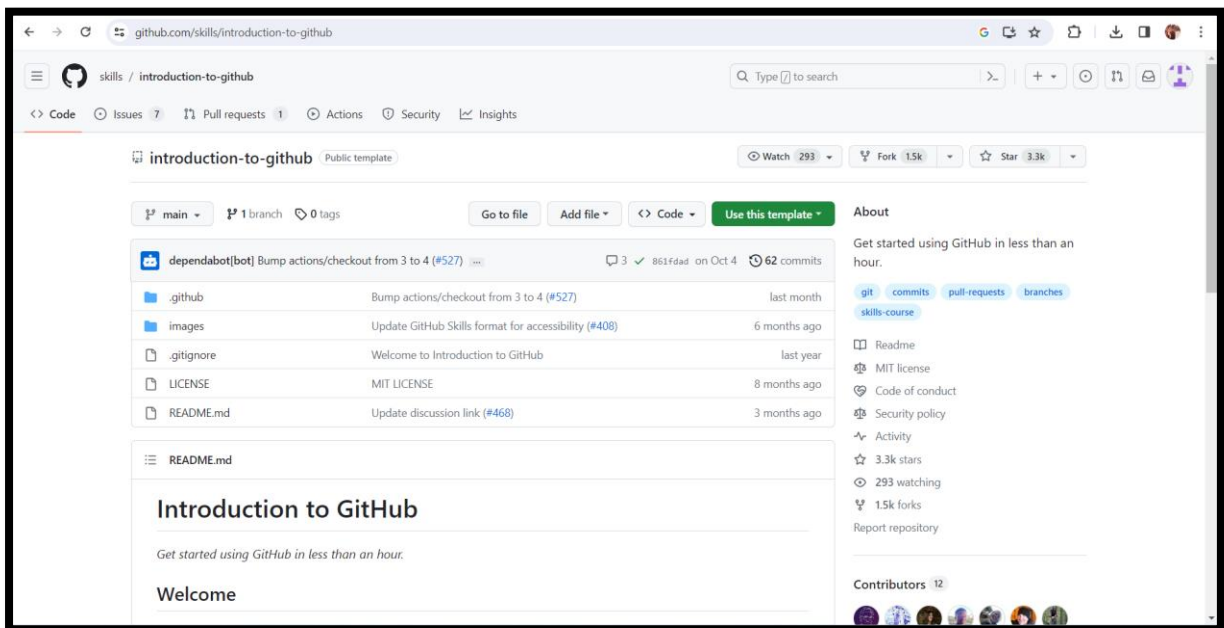 github.com/skills/introduction-to-github
skills / introduction-to-github
Type / to search
<> Code Issues 7 Pull requests 1 Actions Security Insights
introduction-to-github Public template
Watch 293 Fork 1.5k Star 3.3k
main 1 branch 0 tags Go to file Add file <> Code Use this template
dependabot[bot] Bump actions/checkout from 3 to 4 (#527) ... 3 861fdad on Oct 4 62 commits
.github Bump actions/checkout from 3 to 4 (#527) last month
images Update GitHub Skills format for accessibility (#408) 6 months ago
.gitignore Welcome to Introduction to GitHub last year
LICENSE MIT LICENSE 8 months ago
README.md Update discussion link (#468) 3 months ago
README.md
Introduction to GitHub
Get started using GitHub in less than an hour.
Welcome
About
Get started using GitHub in less than an
hour.
git commits pull-requests branches
skills-course
Readme
MIT license
Code of conduct
Security policy
Activity
3.3k stars
293 watching
1.5k forks
Report repository
Contributors 12